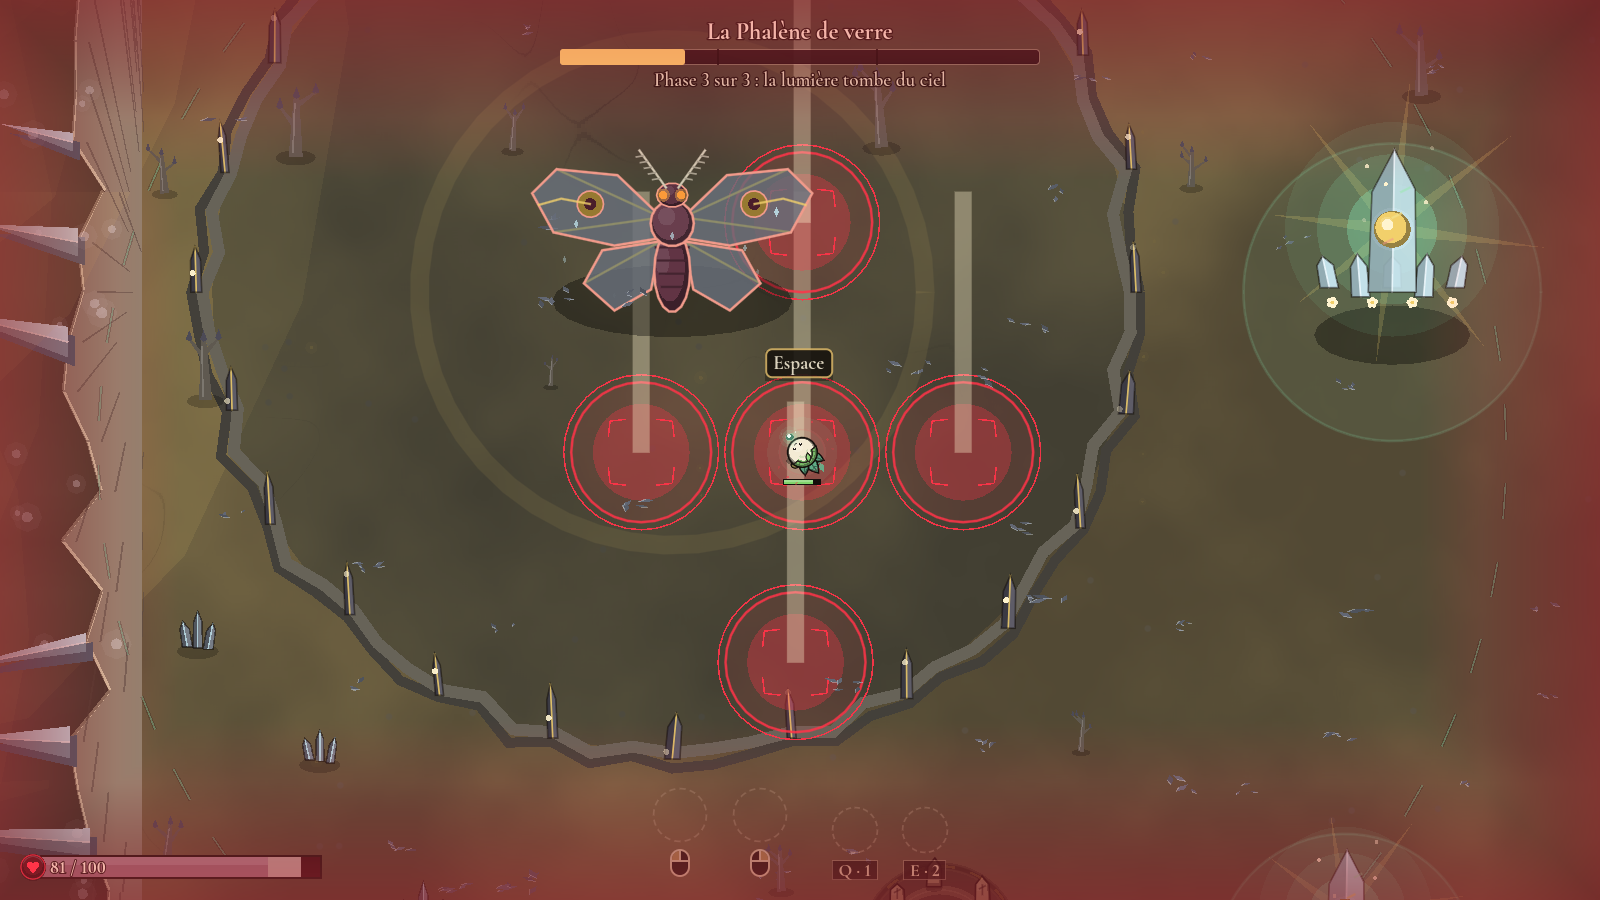 La Phalène de verre
Phase 3 sur 3 : la lumière tombe du ciel
Espace
81 / 100
Q · 1
E · 2